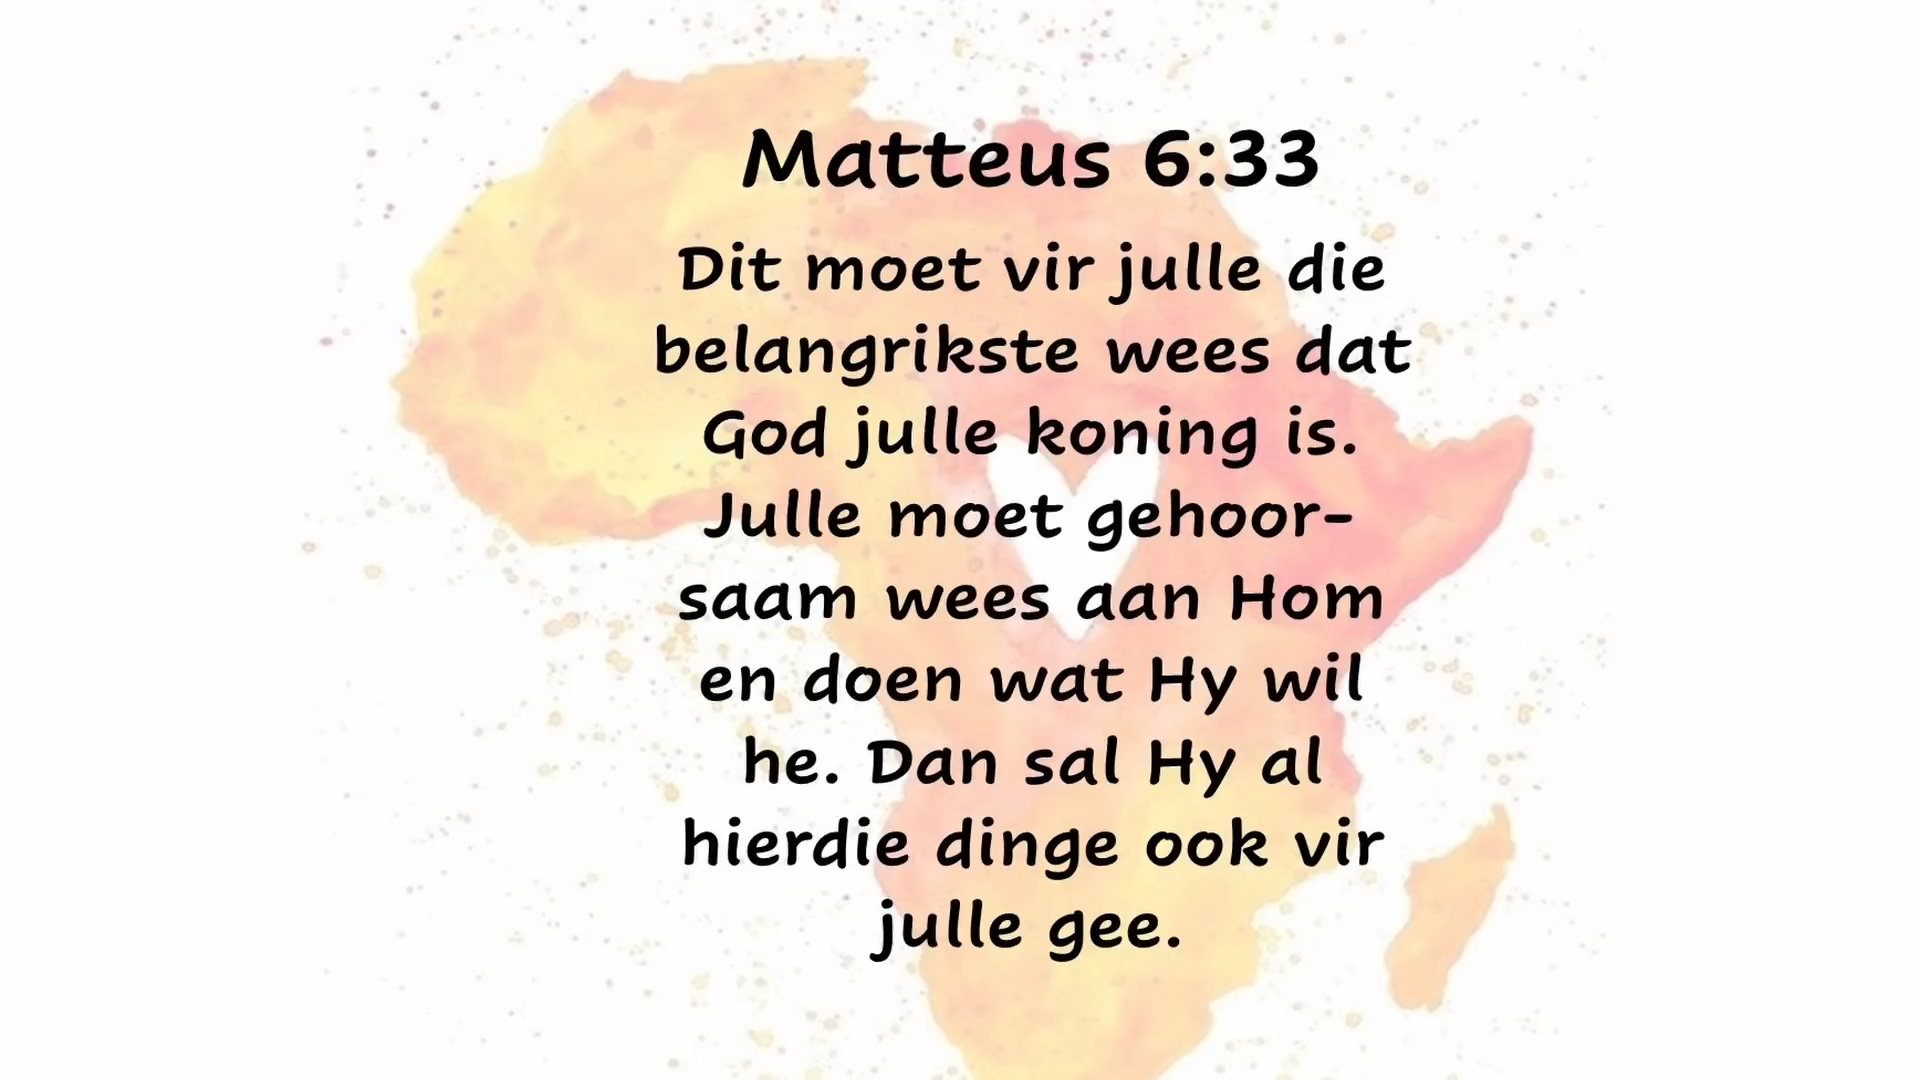 Matteus 6:33
Dit moet vir julle die
belangrikste wees dat
God julle koning is.
Julle moet gehoor-
saam wees aan Hom
en doen wat Hy wil
he. Dan sal Hy al
hierdie dinge ook vir
julle gee.